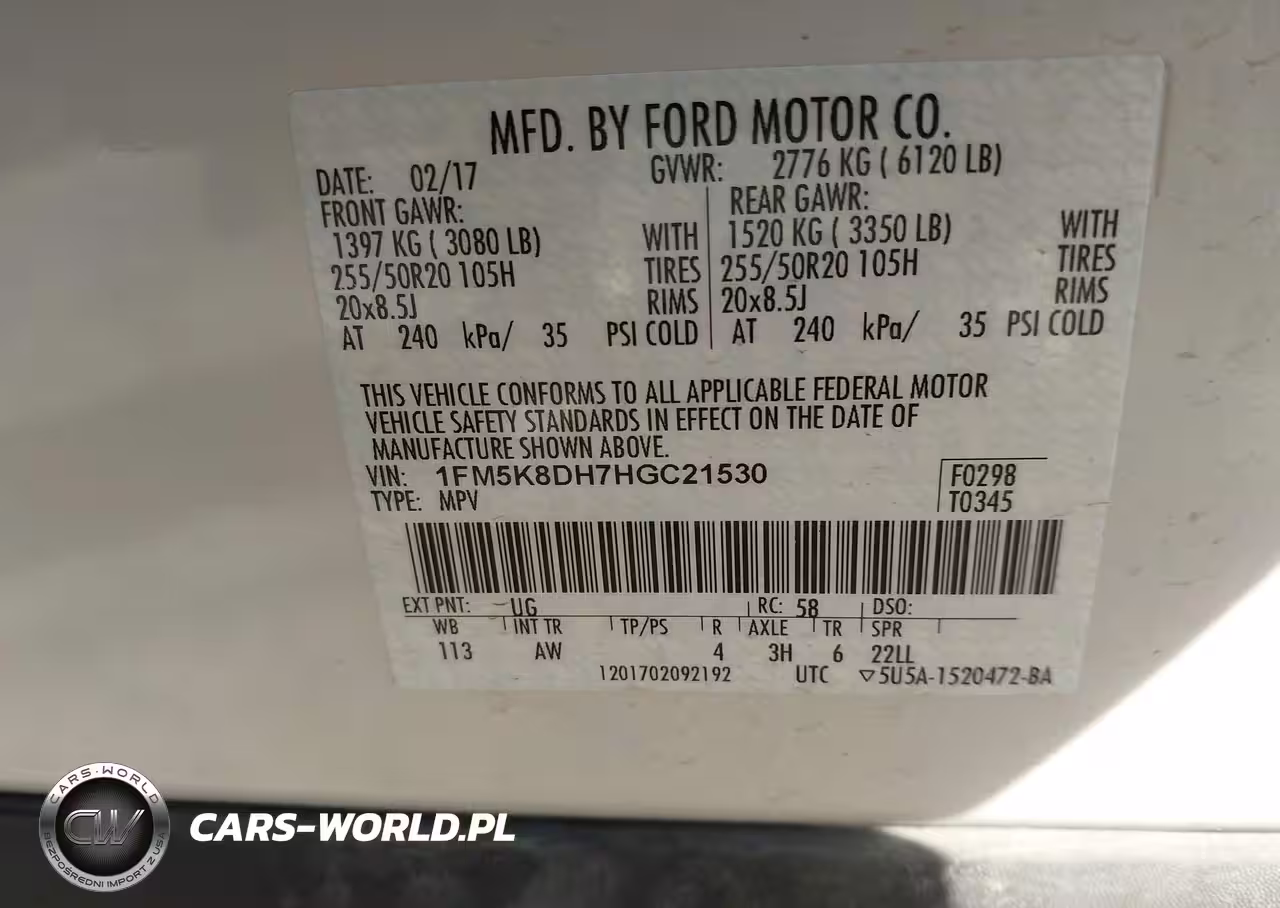 MFD. BY FORD MOTOR CO.
DATE: 02/17 GVWR: 2776 KG ( 6120 LB)
FRONT GAWR: REAR GAWR:
1397 KG ( 3080 LB) WITH 1520 KG ( 3350 LB) WITH
255/50R20 105H TIRES 255/50R20 105H TIRES
20x8.5J RIMS 20x8.5J RIMS
AT 240 kPa/ 35 PSI COLD AT 240 kPa/ 35 PSI COLD
THIS VEHICLE CONFORMS TO ALL APPLICABLE FEDERAL MOTOR
VEHICLE SAFETY STANDARDS IN EFFECT ON THE DATE OF
MANUFACTURE SHOWN ABOVE.
VIN: 1FM5K8DH7HGC21530 F0298
TYPE: MPV T0345
EXT PNT: UG RC: 58 DSO:
WB INT TR TP/PS R AXLE TR SPR
113 AW 4 3H 6 22LL
1201702092192 UTC ▽5U5A-1520472-BA
CARS-WORLD
CW
BEZPOŚREDNI IMPORT Z USA
CARS-WORLD.PL